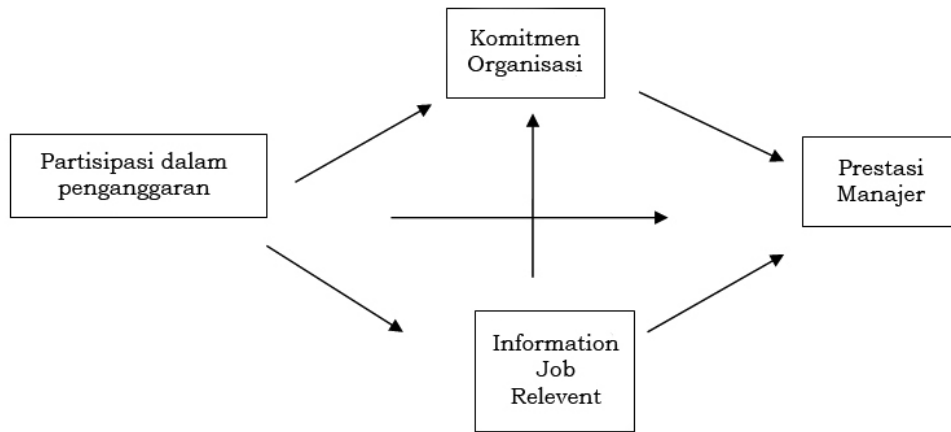 Komitmen
Organisasi
Partisipasi dalam
penganggaran
Prestasi
Manajer
Information
Job
Relevent